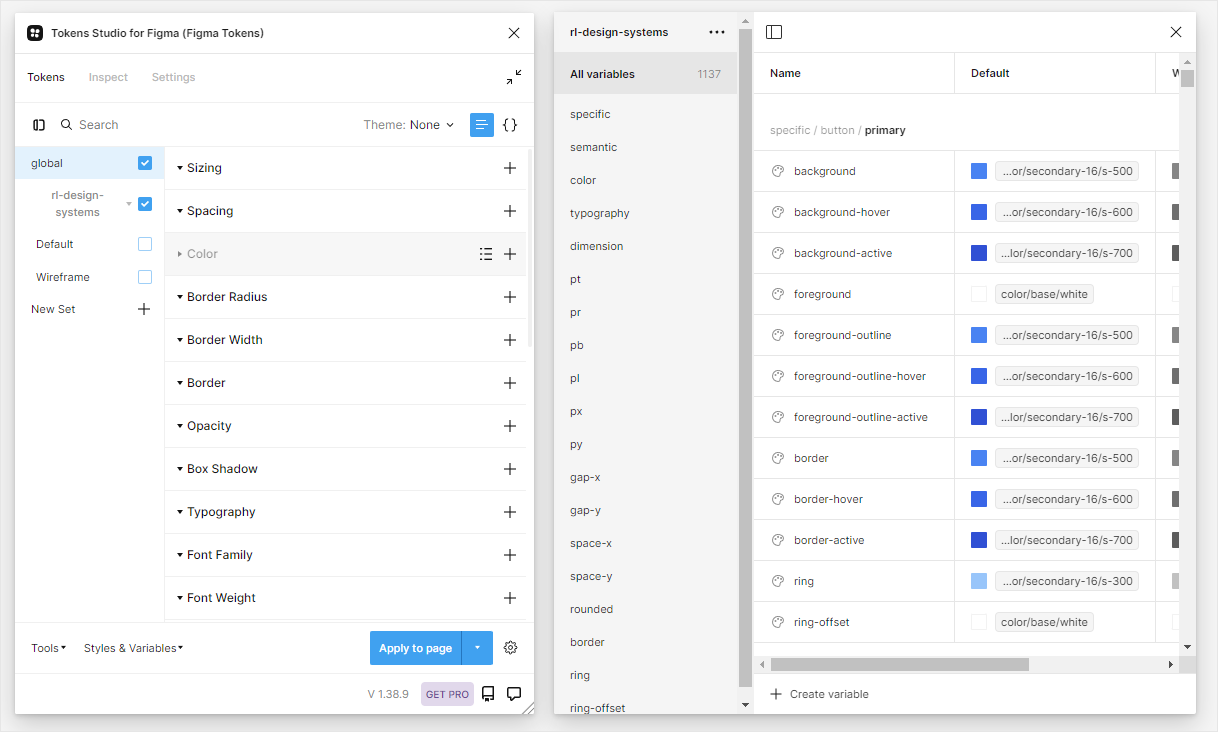 Tokens Studio for Figma (Figma Tokens)
Tokens
Inspect
Settings
Search
Theme: None
global
rl-design-
systems
Default
Wireframe
New Set
Sizing
Spacing
Color
Border Radius
Border Width
Border
Opacity
Box Shadow
Typography
Font Family
Font Weight
Tools
Styles & Variables
Apply to page
V 1.38.9
GET PRO
rl-design-systems
All variables 1137
specific
semantic
color
typography
dimension
pt
pr
pb
pl
px
py
gap-x
gap-y
space-x
space-y
rounded
border
ring
ring-offset
Name Default
specific / button / primary
background ...or/secondary-16/s-500
background-hover ...or/secondary-16/s-600
background-active ...lor/secondary-16/s-700
foreground color/base/white
foreground-outline ...or/secondary-16/s-500
foreground-outline-hover ...or/secondary-16/s-600
foreground-outline-active ...lor/secondary-16/s-700
border ...or/secondary-16/s-500
border-hover ...or/secondary-16/s-600
border-active ...lor/secondary-16/s-700
ring ...or/secondary-16/s-300
ring-offset color/base/white
Create variable